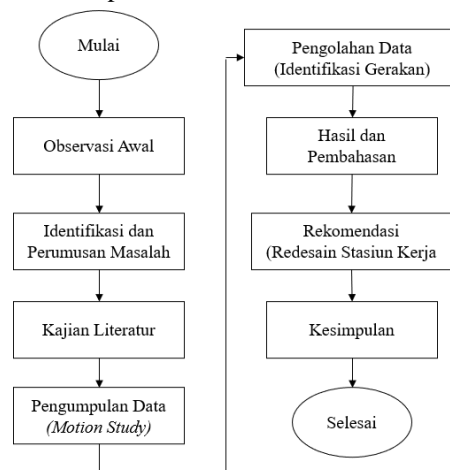 Mulai
Observasi Awal
Identifikasi dan
Perumusan Masalah
Kajian Literatur
Pengumpulan Data
(Motion Study)
Pengolahan Data
(Identifikasi Gerakan)
Hasil dan
Pembahasan
Rekomendasi
(Redesain Stasiun Kerja
Kesimpulan
Selesai